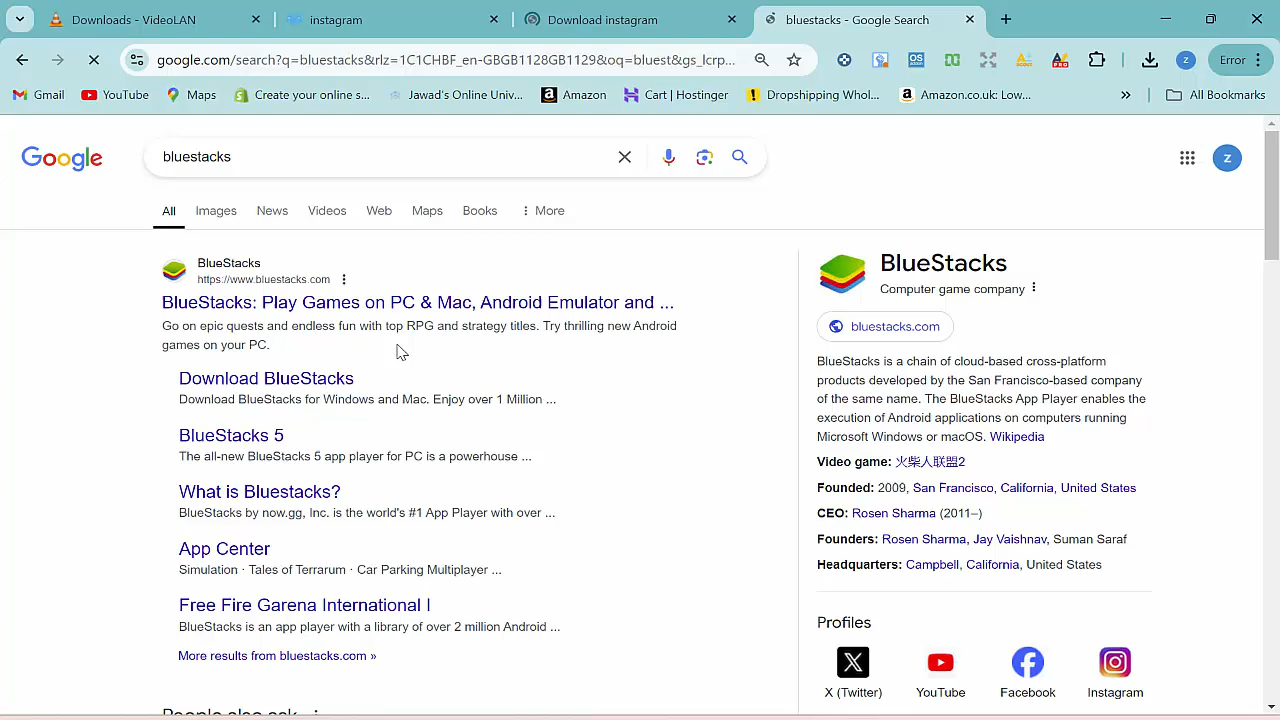 Downloads - VideoLAN
instagram
Download instagram
bluestacks - Google Search
google.com/search?q=bluestacks&rlz=1C1CHBF_en-GBGB1128GB1129&oq=bluest&gs_lcrp...
OS
PRO
z
Error
Gmail
YouTube
Maps
Create your online s...
Jawad's Online Univ...
Amazon
Cart | Hostinger
Dropshipping Whol...
Amazon.co.uk: Low...
»
All Bookmarks
Google
bluestacks
z
All
Images
News
Videos
Web
Maps
Books
More
BlueStacks
https://www.bluestacks.com
BlueStacks: Play Games on PC & Mac, Android Emulator and ...
Go on epic quests and endless fun with top RPG and strategy titles. Try thrilling new Android
games on your PC.
Download BlueStacks
Download BlueStacks for Windows and Mac. Enjoy over 1 Million ...
BlueStacks 5
The all-new BlueStacks 5 app player for PC is a powerhouse ...
What is Bluestacks?
BlueStacks by now.gg, Inc. is the world's #1 App Player with over ...
App Center
Simulation · Tales of Terrarum · Car Parking Multiplayer ...
Free Fire Garena International I
BlueStacks is an app player with a library of over 2 million Android ...
More results from bluestacks.com »
People also ask
BlueStacks
Computer game company
bluestacks.com
BlueStacks is a chain of cloud-based cross-platform
products developed by the San Francisco-based company
of the same name. The BlueStacks App Player enables the
execution of Android applications on computers running
Microsoft Windows or macOS. Wikipedia
Video game: 火柴人联盟2
Founded: 2009, San Francisco, California, United States
CEO: Rosen Sharma (2011–)
Founders: Rosen Sharma, Jay Vaishnav, Suman Saraf
Headquarters: Campbell, California, United States
Profiles
X (Twitter)
YouTube
Facebook
Instagram